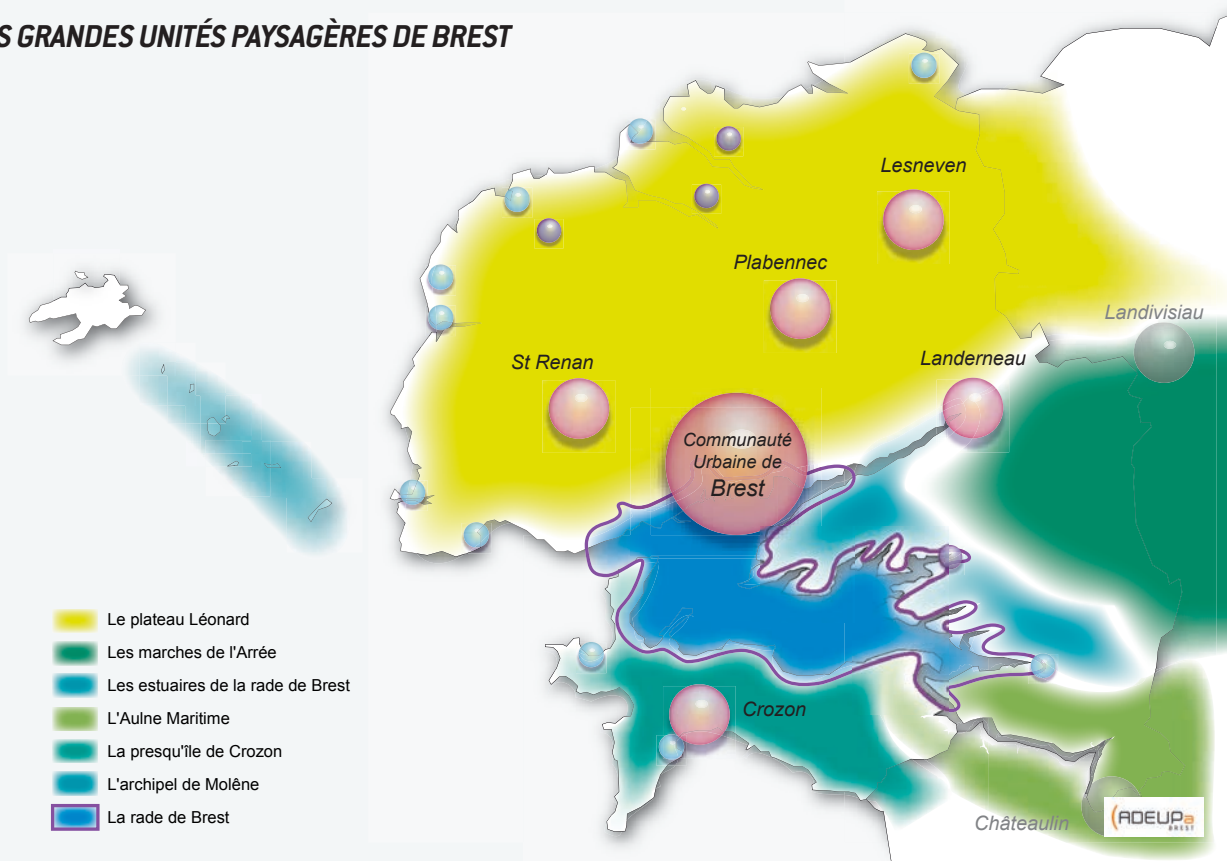 S GRANDES UNITÉS PAYSAGÈRES DE BREST
Lesneven
Plabennec
Landivisiau
St Renan
Landerneau
Communauté
Urbaine de
Brest
Le plateau Léonard
Les marches de l'Arrée
Les estuaires de la rade de Brest
L'Aulne Maritime
La presqu'île de Crozon
L'archipel de Molêne
La rade de Brest
Crozon
Châteaulin
ADEUPa
BREST